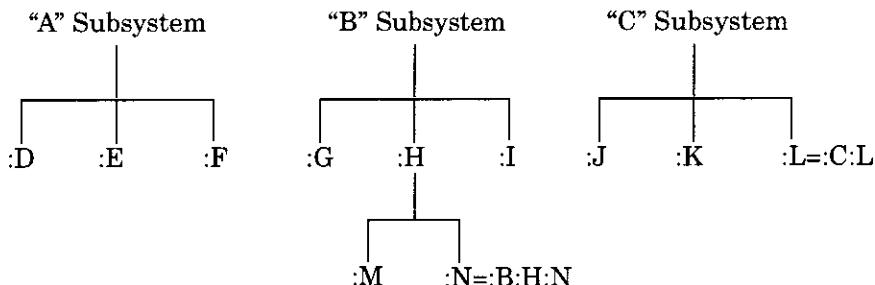 “A” Subsystem “B” Subsystem “C” Subsystem
:D :E :F :G :H :I :J :K :L=:C:L
:M :N=:B:H:N